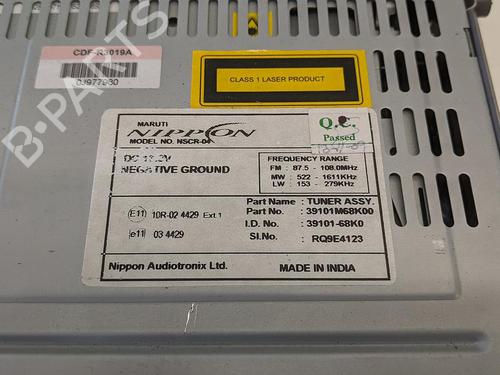 CDF-R3019A
0J977960
CLASS 1 LASER PRODUCT
B-PARTS
MARUTI
NIPPON
MODEL NO. NSCR-04
DC 13.2V
NEGATIVE GROUND
Q.C.
Passed
FREQUENCY RANGE
FM : 87.5 - 108.0MHz
MW : 522 - 1611KHz
LW : 153 - 279KHz
E11 10R-02 4429 Ext.1
e11 03 4429
Part Name : TUNER ASSY.
Part No. : 39101M68K00
I.D. No. : 39101-68K0
Sl.No. : RQ9E4123
Nippon Audiotronix Ltd.
MADE IN INDIA